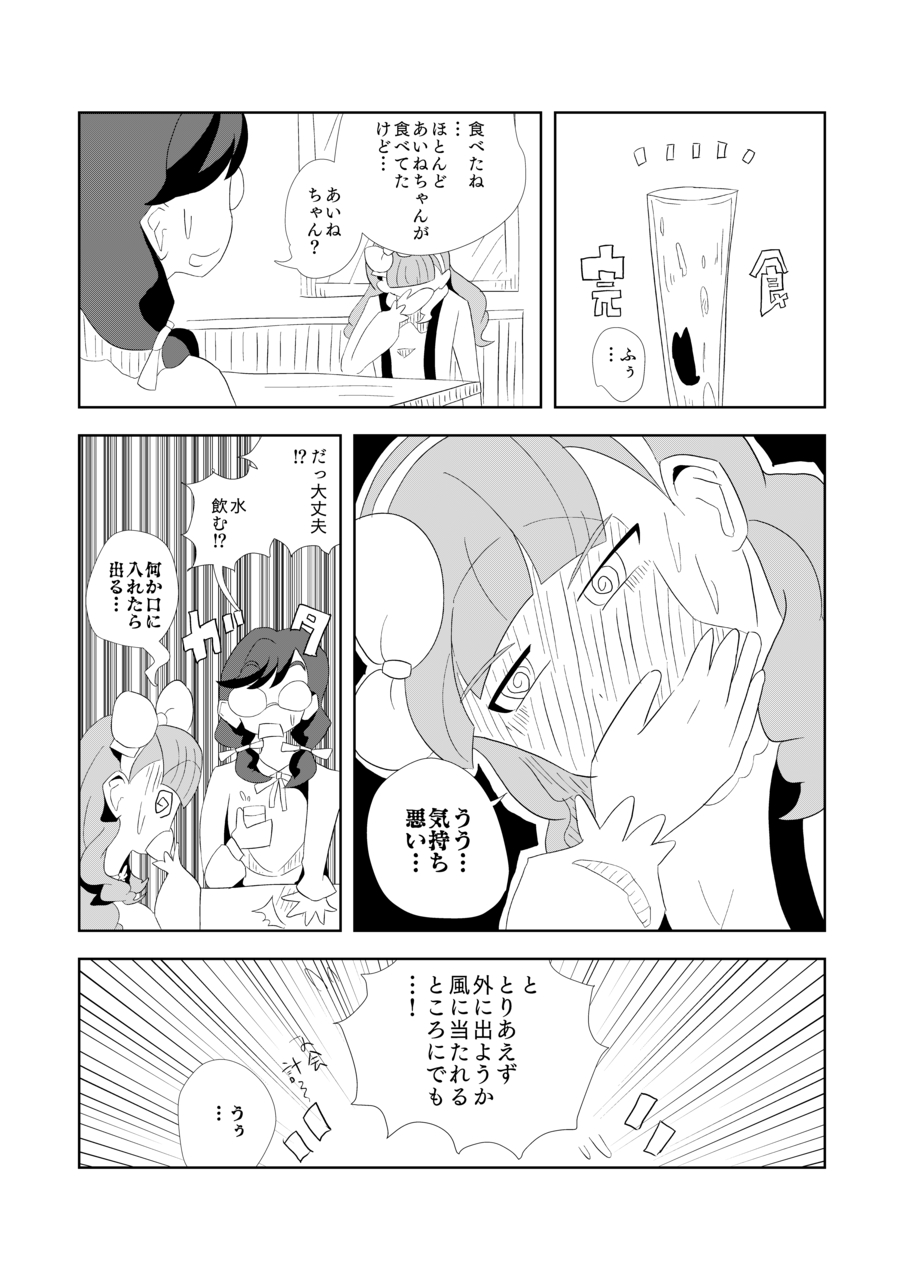 完食
ふぅ
…
食べたね
…
ほとんど
あいねちゃんが
食べてた
けど…
あいね
ちゃん？
うう…
気持ち
悪い…
だっ大丈夫
!?
水
飲む!?
ガタ
何か口に
入れたら
出る…
と
とりあえず
外に出ようか
風に当たれる
ところにでも
…！
お会
計〜
うぅ
…